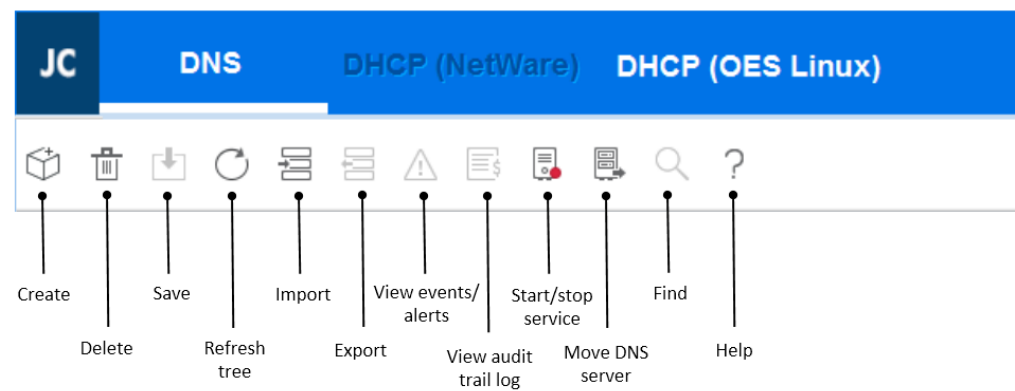 JC
DNS
DHCP (NetWare)
DHCP (OES Linux)
Create
Save
Import
View events/
alerts
Start/stop
service
Find
Delete
Refresh
tree
Export
View audit
trail log
Move DNS
server
Help